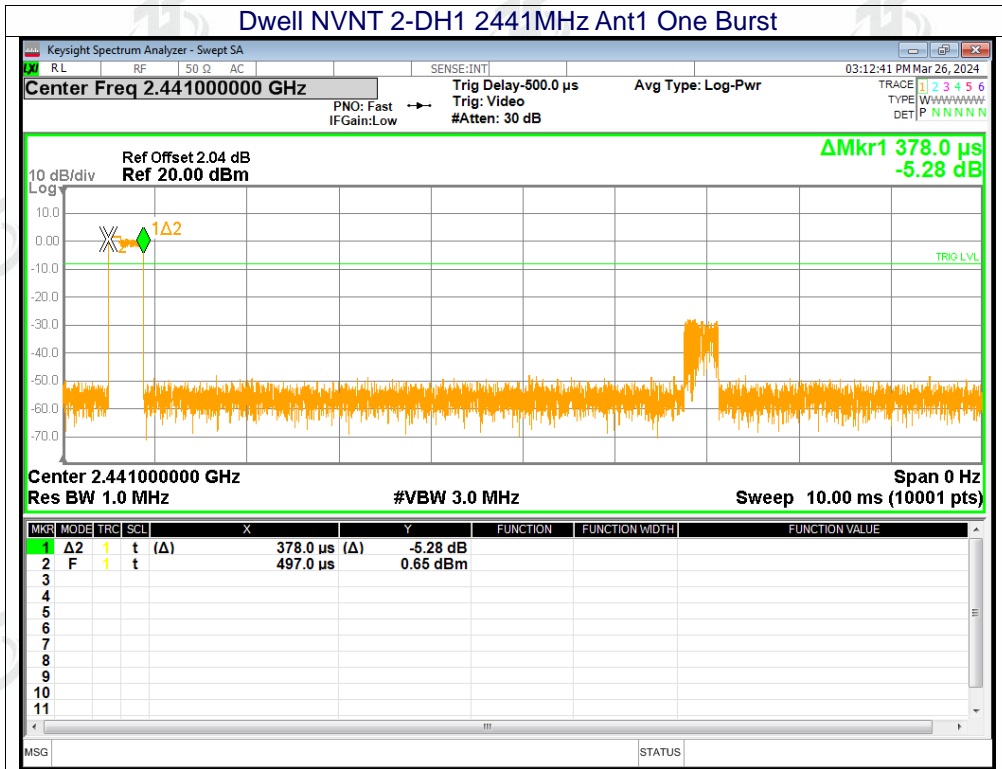 Dwell NVNT 2-DH1 2441MHz Ant1 One Burst
Keysight Spectrum Analyzer - Swept SA
LXI RL RF 50 Ω AC SENSE:INT 03:12:41 PM Mar 26, 2024
Center Freq 2.441000000 GHz
PNO: Fast
IFGain:Low
Trig Delay-500.0 µs
Trig: Video
#Atten: 30 dB
Avg Type: Log-Pwr
TRACE 1 2 3 4 5 6
TYPE WWWWWWW
DET P N N N N N
ΔMkr1 378.0 µs
-5.28 dB
Ref Offset 2.04 dB
10 dB/div Ref 20.00 dBm
Log
10.0
1Δ2
0.00
2
TRIG LVL
-10.0
-20.0
-30.0
-40.0
-50.0
-60.0
-70.0
Center 2.441000000 GHz Span 0 Hz
Res BW 1.0 MHz #VBW 3.0 MHz Sweep 10.00 ms (10001 pts)
MKR MODE TRC SCL X Y FUNCTION FUNCTION WIDTH FUNCTION VALUE
1 Δ2 1 t (Δ) 378.0 µs (Δ) -5.28 dB
2 F 1 t 497.0 µs 0.65 dBm
3
4
5
6
7
8
9
10
11
MSG STATUS